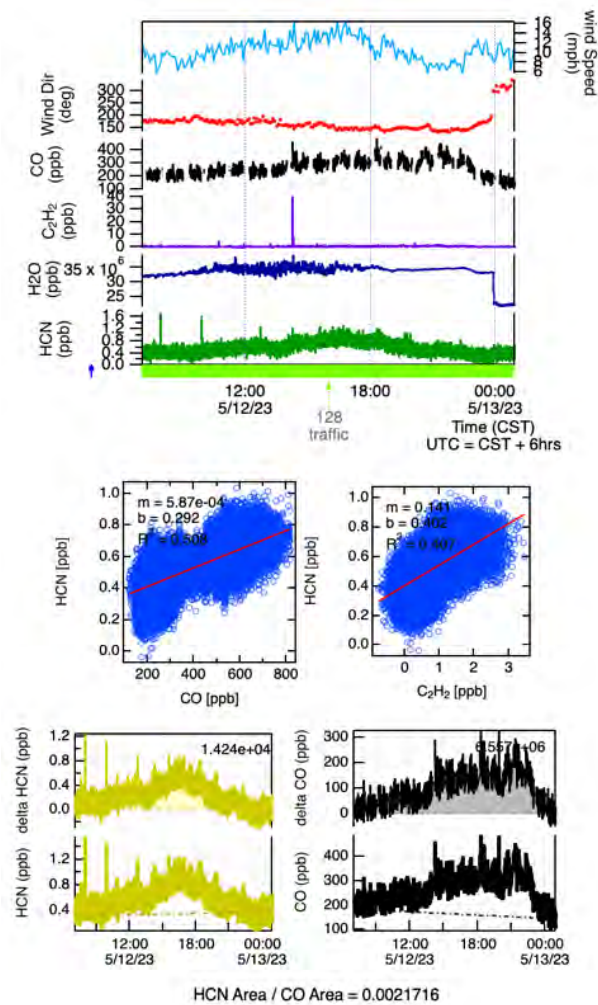 16
14
12
10
8
6
Wind Speed
(mph)
300
250
200
150
Wind Dir
(deg)
400
300
200
100
CO
(ppb)
40
30
20
10
0
C2H2
(ppb)
35 x 10^6
30
25
H2O
(ppb)
1.6
1.2
0.8
0.4
0.0
HCN
(ppb)
12:00
5/12/23
18:00
00:00
5/13/23
128
traffic
Time (CST)
UTC = CST + 6hrs
m = 5.87e-04
b = 0.292
R^2 = 0.508
1.0
0.8
0.6
0.4
0.2
0.0
HCN [ppb]
200
400
600
800
CO [ppb]
m = 0.141
b = 0.402
1.0
0.8
0.6
0.4
0.2
0.0
HCN [ppb]
0
1
2
3
C2H2 [ppb]
1.2
0.8
0.4
0.0
delta HCN (ppb)
1.424e+04
300
200
100
0
delta CO (ppb)
1.2
0.8
0.4
HCN (ppb)
12:00
5/12/23
18:00
00:00
5/13/23
400
300
200
100
CO (ppb)
12:00
5/12/23
18:00
00:00
5/13/23
HCN Area / CO Area = 0.0021716